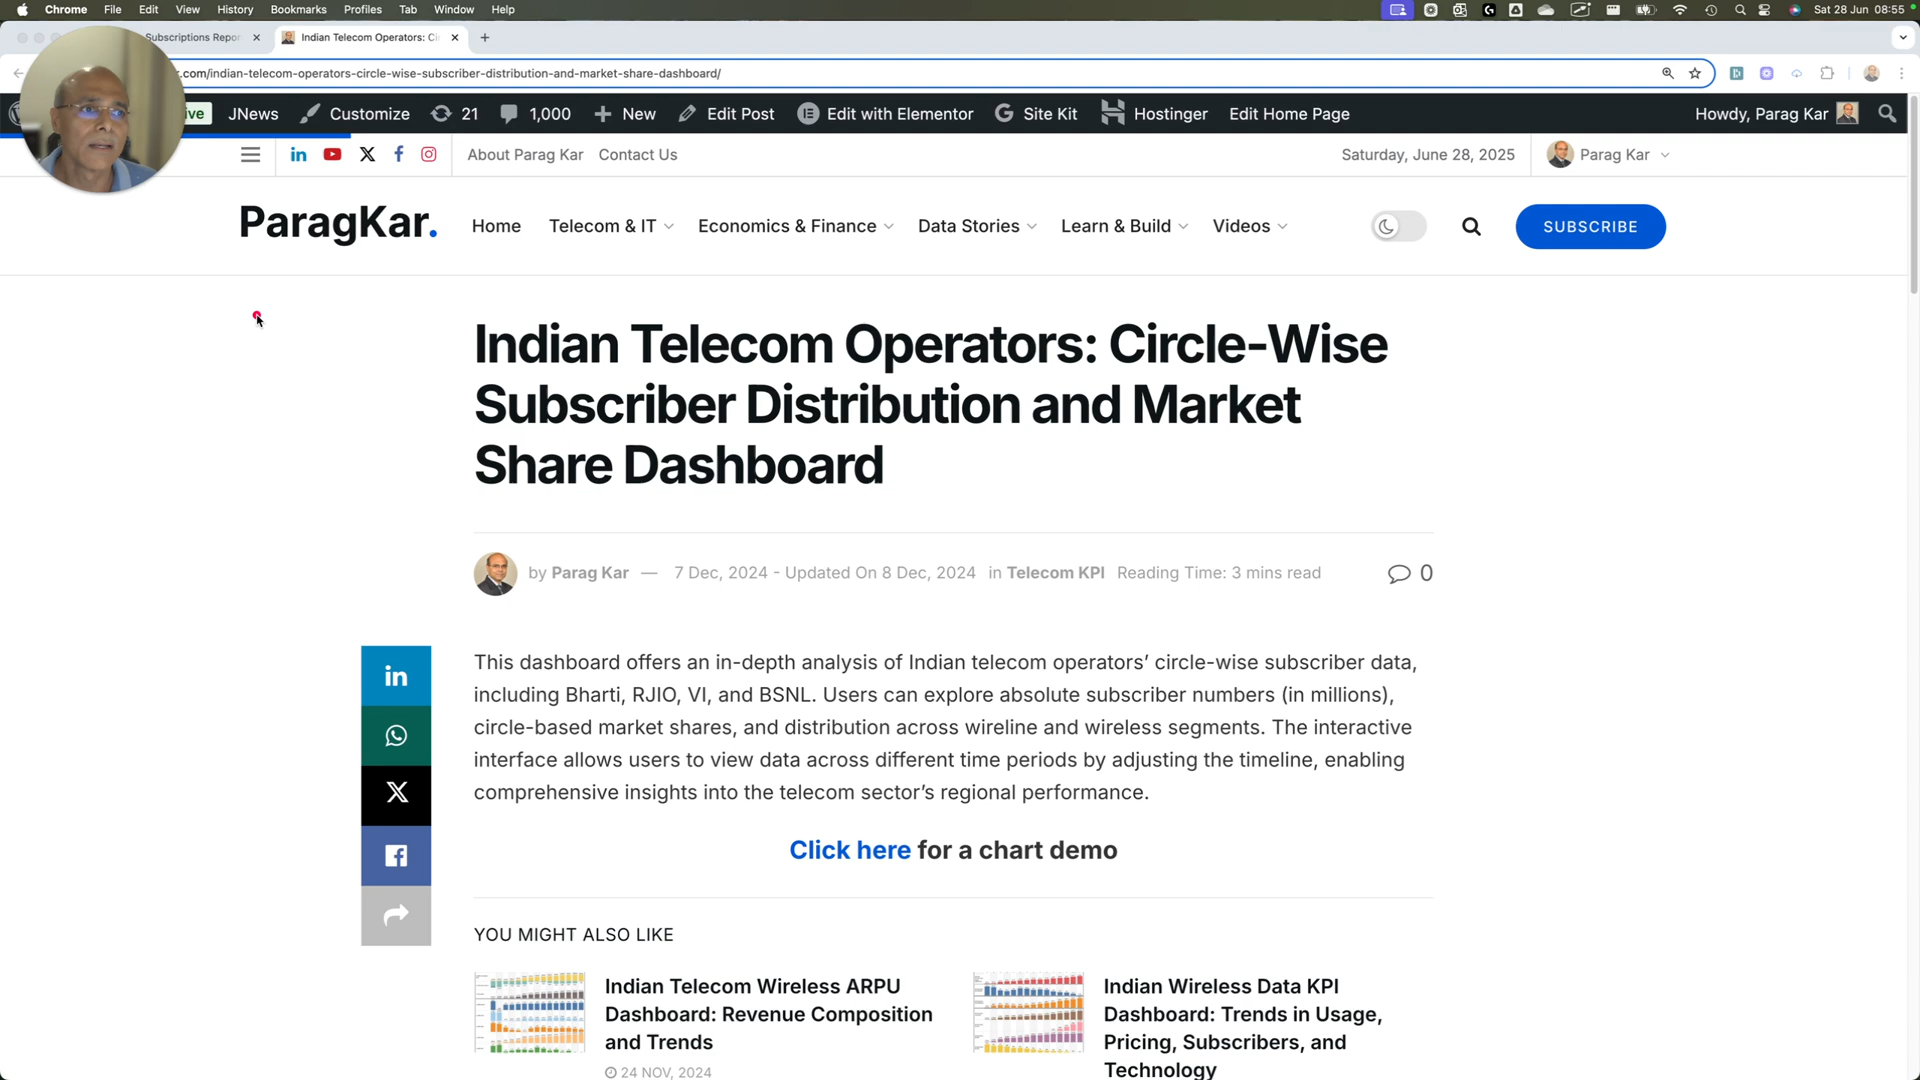 Chrome File Edit View History Bookmarks Profiles Tab Window Help Sat 28 Jun 08:55
Subscriptions Repor Indian Telecom Operators: Ci
.com/indian-telecom-operators-circle-wise-subscriber-distribution-and-market-share-dashboard/
JNews Customize 21 1,000 New Edit Post Edit with Elementor Site Kit Hostinger Edit Home Page Howdy, Parag Kar
About Parag Kar Contact Us Saturday, June 28, 2025 Parag Kar
ParagKar. Home Telecom & IT Economics & Finance Data Stories Learn & Build Videos SUBSCRIBE
Indian Telecom Operators: Circle-Wise
Subscriber Distribution and Market
Share Dashboard
by Parag Kar — 7 Dec, 2024 - Updated On 8 Dec, 2024 in Telecom KPI Reading Time: 3 mins read 0
This dashboard offers an in-depth analysis of Indian telecom operators’ circle-wise subscriber data,
including Bharti, RJIO, VI, and BSNL. Users can explore absolute subscriber numbers (in millions),
circle-based market shares, and distribution across wireline and wireless segments. The interactive
interface allows users to view data across different time periods by adjusting the timeline, enabling
comprehensive insights into the telecom sector’s regional performance.
Click here for a chart demo
YOU MIGHT ALSO LIKE
Indian Telecom Wireless ARPU
Dashboard: Revenue Composition
and Trends
24 NOV, 2024
Indian Wireless Data KPI
Dashboard: Trends in Usage,
Pricing, Subscribers, and
Technology